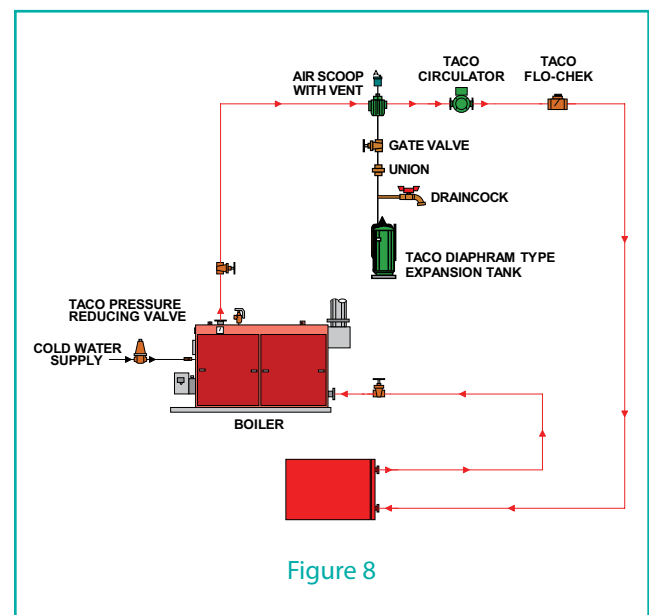 AIR SCOOP
WITH VENT
TACO
CIRCULATOR
TACO
FLO-CHEK
GATE VALVE
UNION
DRAINCOCK
TACO DIAPHRAM TYPE
EXPANSION TANK
TACO PRESSURE
REDUCING VALVE
COLD WATER
SUPPLY
BOILER
Figure 8